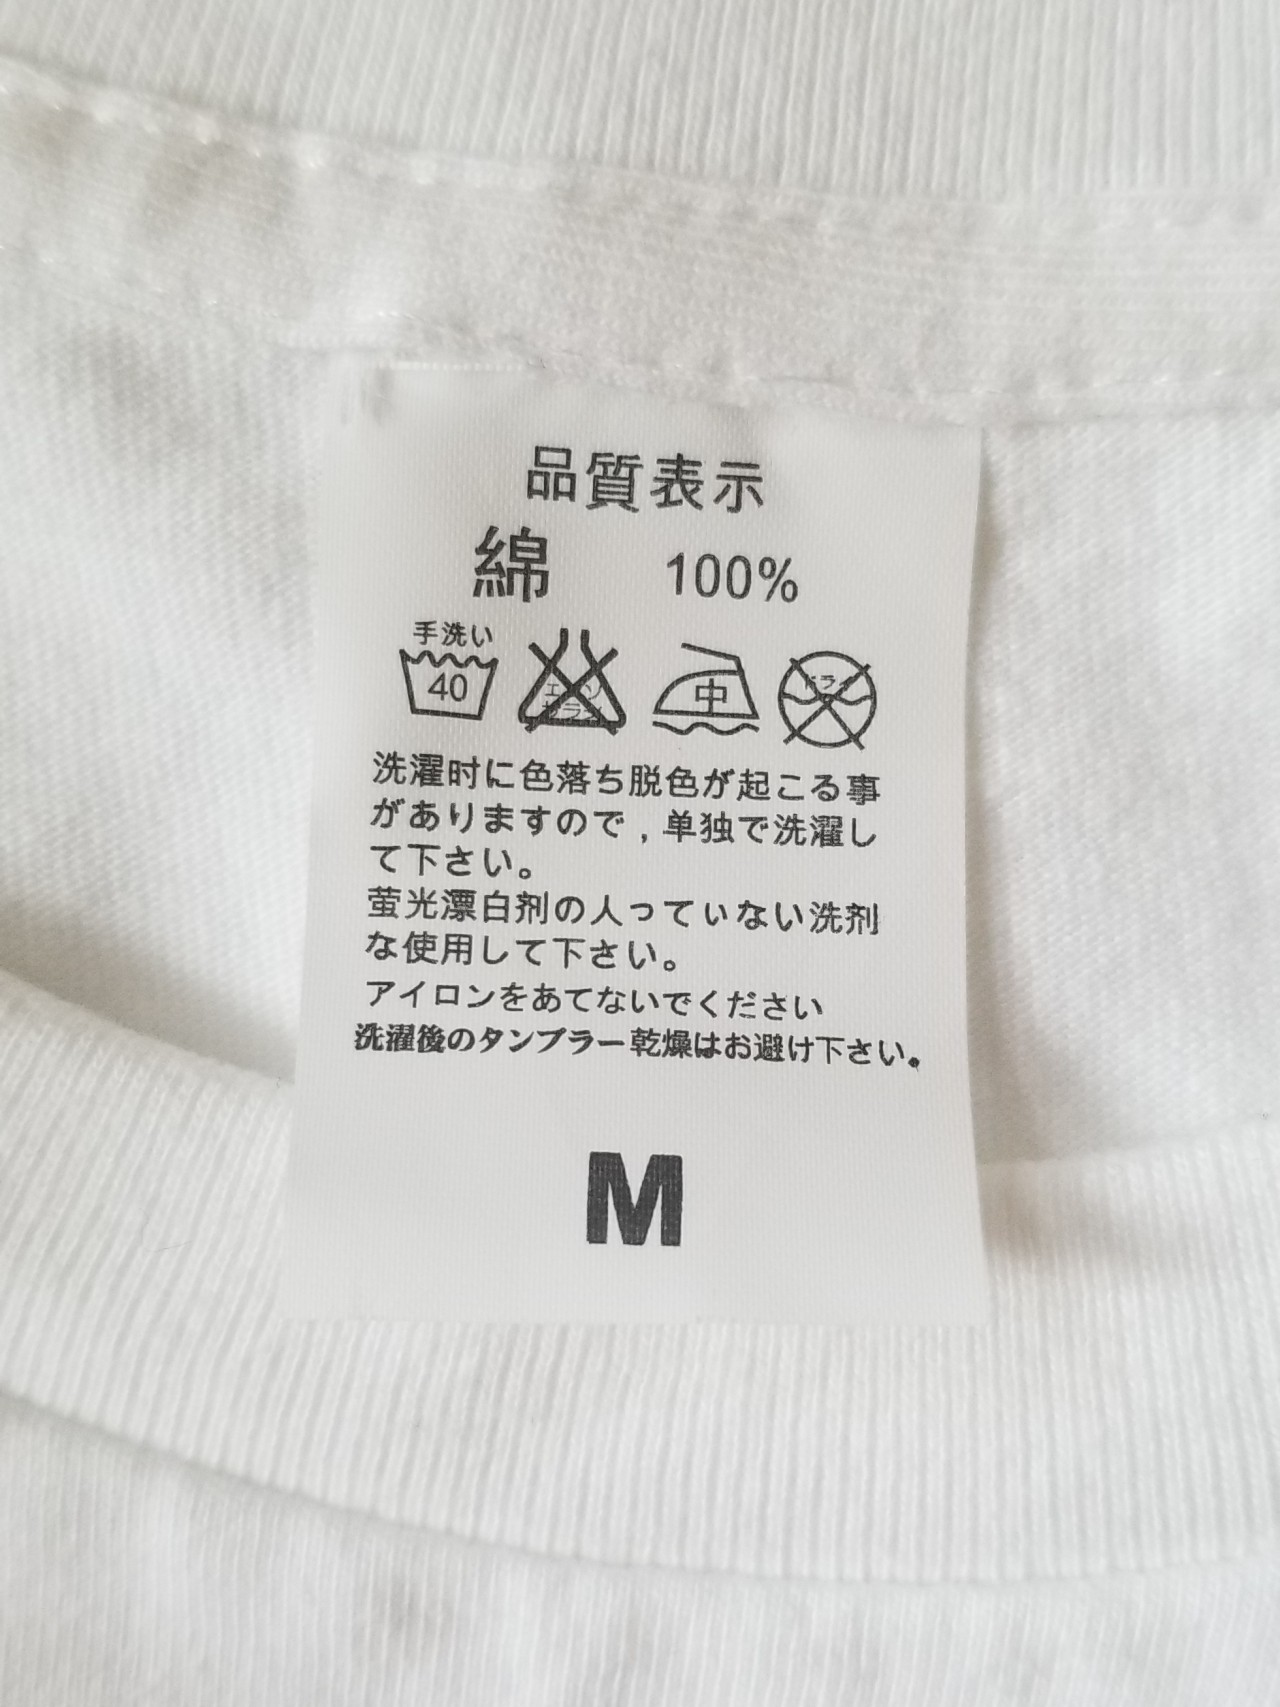 品質表示
綿 100%
手洗い
40 中 ドライ
洗濯时に色落ち脱色が起こる事
がありますので,単独で洗濯し
て下さい。
萤光漂白剤の人っていない洗剤
な使用して下さい。
アイロンをあてないでください
洗濯後のタンブラー乾燥はお避け下さい。
M